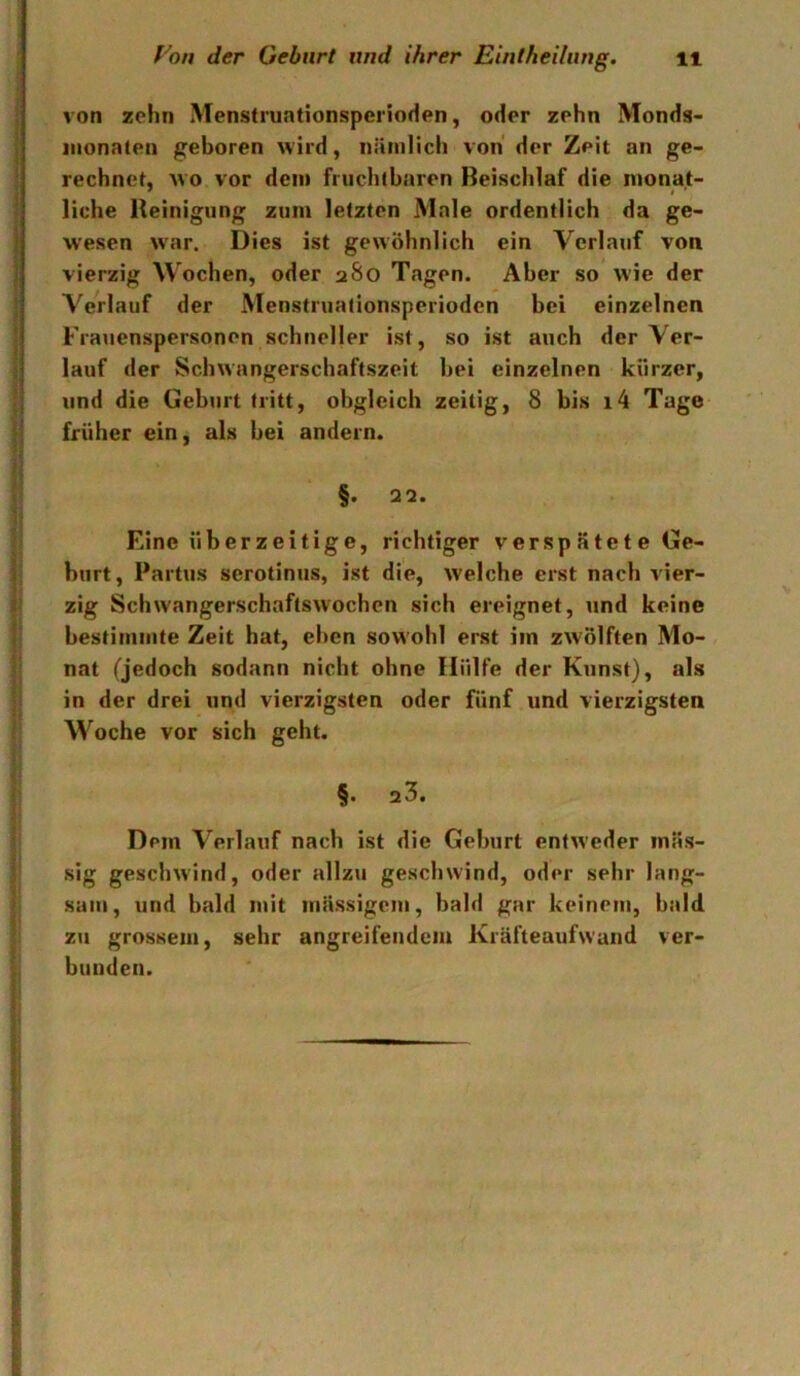 Von der Geburt und ihrer Eintheilung. 11
von zehn Menstruationsperioden, oder zehn Monds-
monaten geboren wird, nämlich von der Zeit an ge-
rechnet, wo vor dem fruchtbaren Beischlaf die monat-
liche Reinigung zum letzten Male ordentlich da ge-
wesen war. Dies ist gewöhnlich ein Verlauf von
vierzig Wochen, oder 280 Tagen. Aber so wie der
Verlauf der Menstruationsperioden bei einzelnen
Frauenspersonen schneller ist, so ist auch der Ver-
lauf der Schwangerschaftszeit bei einzelnen kürzer,
und die Geburt tritt, obgleich zeitig, 8 bis 14 Tage
früher ein, als bei andern.
§. 22.
Eine überzeitige, richtiger verspätete Ge-
burt, Partus serotinus, ist die, welche erst nach vier-
zig Schwangerschaftswochen sich ereignet, und keine
bestimmte Zeit hat, eben sowohl erst im zwölften Mo-
nat (jedoch sodann nicht ohne Hülfe der Kunst), als
in der drei und vierzigsten oder fünf und vierzigsten
Woche vor sich geht.
§. 23.
Dem Verlauf nach ist die Geburt entweder mäs-
sig geschwind, oder allzu geschwind, oder sehr lang-
sam, und bald mit mässigem, bald gar keinem, bald
zu grossem, sehr angreifendem Kräfteaufwand ver-
bunden.